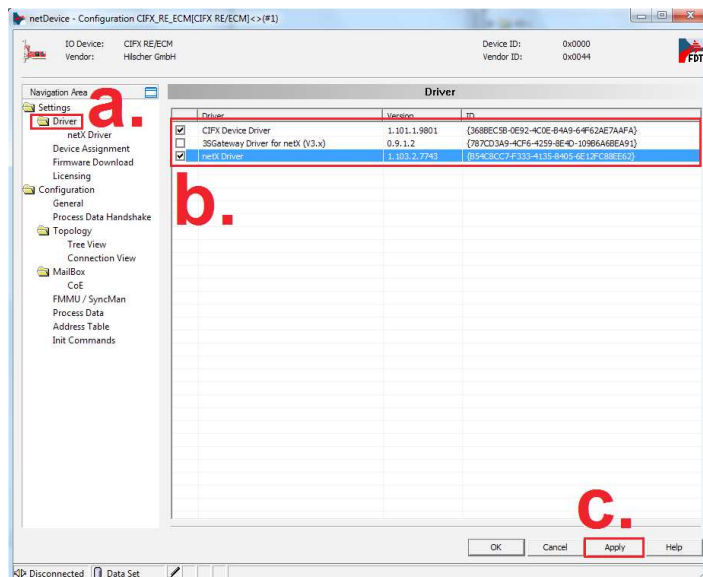 netDevice - Configuration CIFX_RE_ECM[CIFX RE/ECM]<>(#1)
IO Device: CIFX RE/ECM Device ID: 0x0000
Vendor: Hilscher GmbH Vendor ID: 0x0044
FDT
Navigation Area
Settings
Driver
netX Driver
Device Assignment
Firmware Download
Licensing
Configuration
General
Process Data Handshake
Topology
Tree View
Connection View
MailBox
CoE
FMMU / SyncMan
Process Data
Address Table
Init Commands
a.
Driver
Driver Version ID
CIFX Device Driver 1.101.1.9801 {368BEC5B-0E92-4C0E-B4A9-64F62AE7AAFA}
3SGateway Driver for netX (V3.x) 0.9.1.2 {787CD3A9-4CF6-4259-8E4D-109B6A6BEA91}
netX Driver 1.103.2.7743 {B54C8CC7-F333-4135-8405-6E12FC88EE62}
b.
c.
OK Cancel Apply Help
Disconnected Data Set